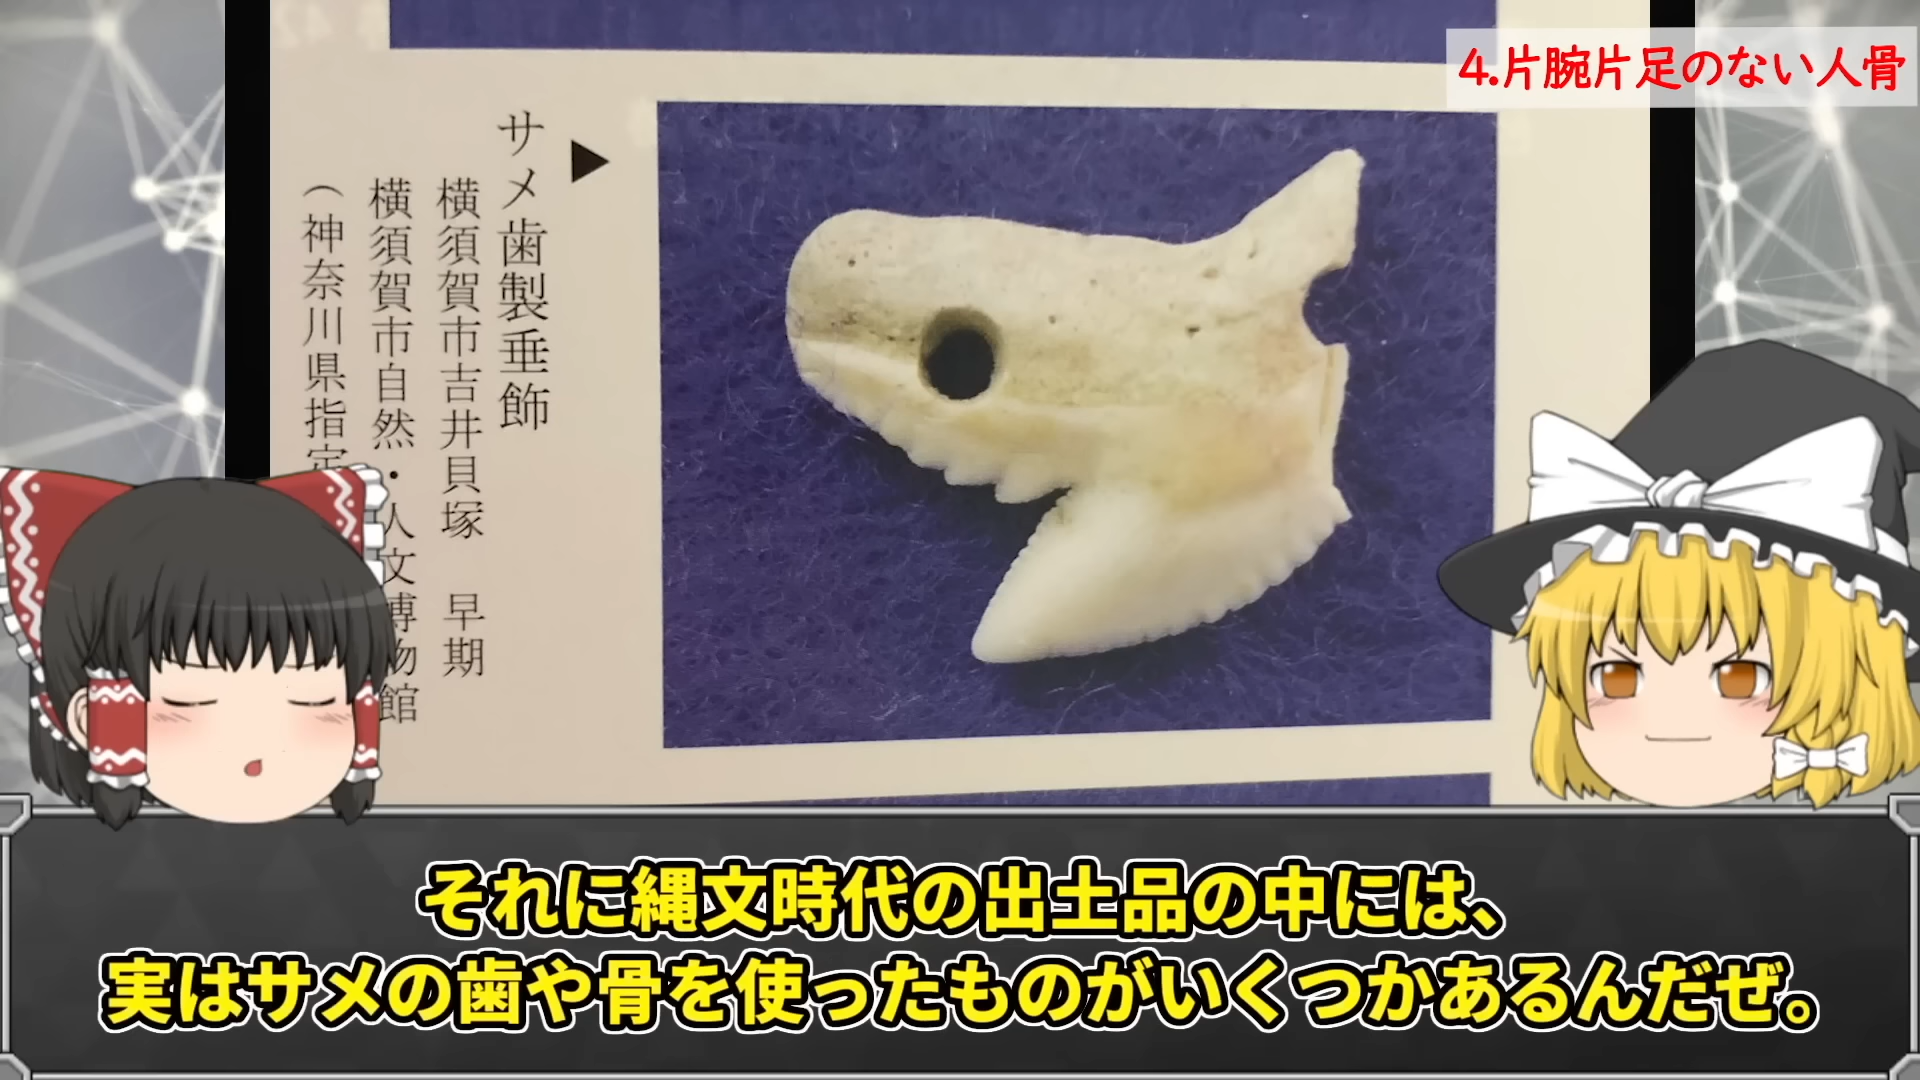 4.片腕片足のない人骨
サメ歯製垂飾
横須賀市吉井貝塚 早期
横須賀市自然・人文博物館
(神奈川県指定
それに縄文時代の出土品の中には、
実はサメの歯や骨を使ったものがいくつかあるんだぜ。